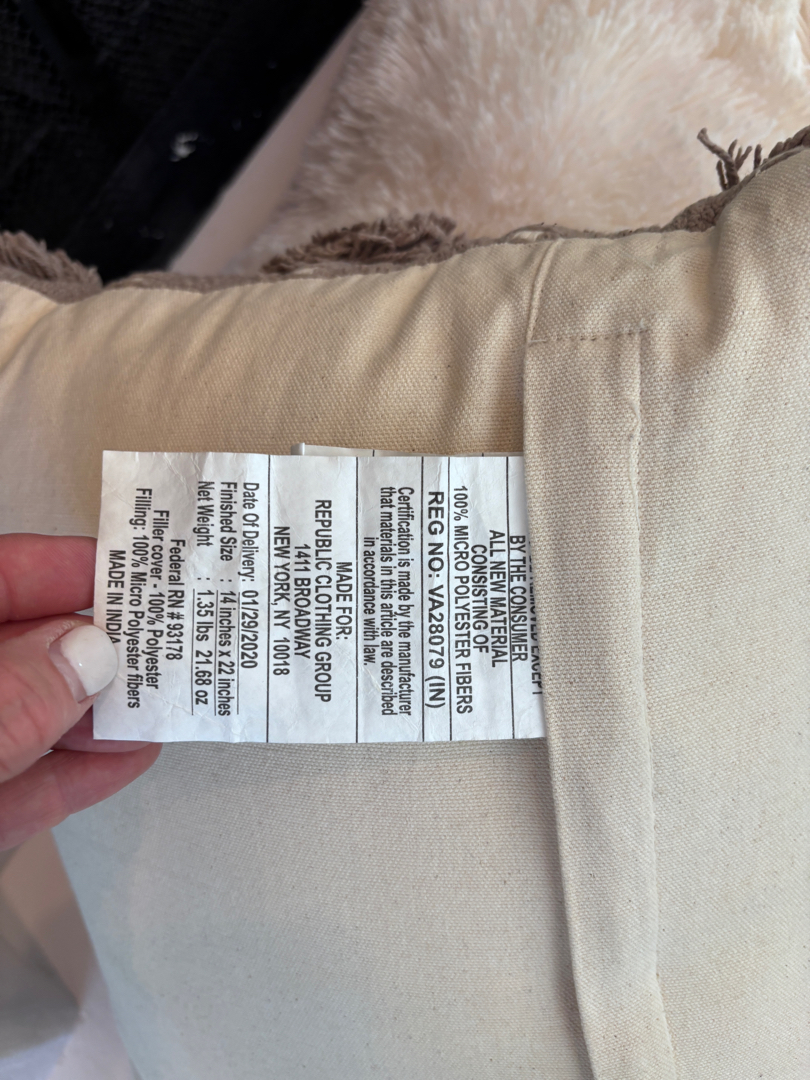 BY THE CONSUMER
ALL NEW MATERIAL
CONSISTING OF
100% MICRO POLYESTER FIBERS
REG NO: VA28079 (IN)
Certification is made by the manufacturer
that materials in this article are described
in accordance with law.
MADE FOR:
REPUBLIC CLOTHING GROUP
1411 BROADWAY
NEW YORK, NY 10018
Date Of Delivery: 01/29/2020
Finished Size : 14 inches x 22 inches
Net Weight : 1.35 lbs 21.68 oz
Federal RN # 93178
Filler cover - 100% Polyester
Filling: 100% Micro Polyester fibers
MADE IN INDIA